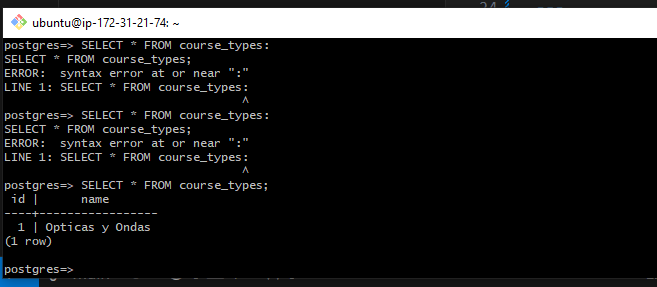 24
ubuntu@ip-172-31-21-74: ~
postgres=> SELECT * FROM course_types:
SELECT * FROM course_types;
ERROR:  syntax error at or near ":"
LINE 1: SELECT * FROM course_types:
                                  ^
postgres=> SELECT * FROM course_types:
SELECT * FROM course_types;
ERROR:  syntax error at or near ":"
LINE 1: SELECT * FROM course_types:
                                  ^
postgres=> SELECT * FROM course_types;
 id |      name
----+-----------------
  1 | Opticas y Ondas
(1 row)
postgres=>